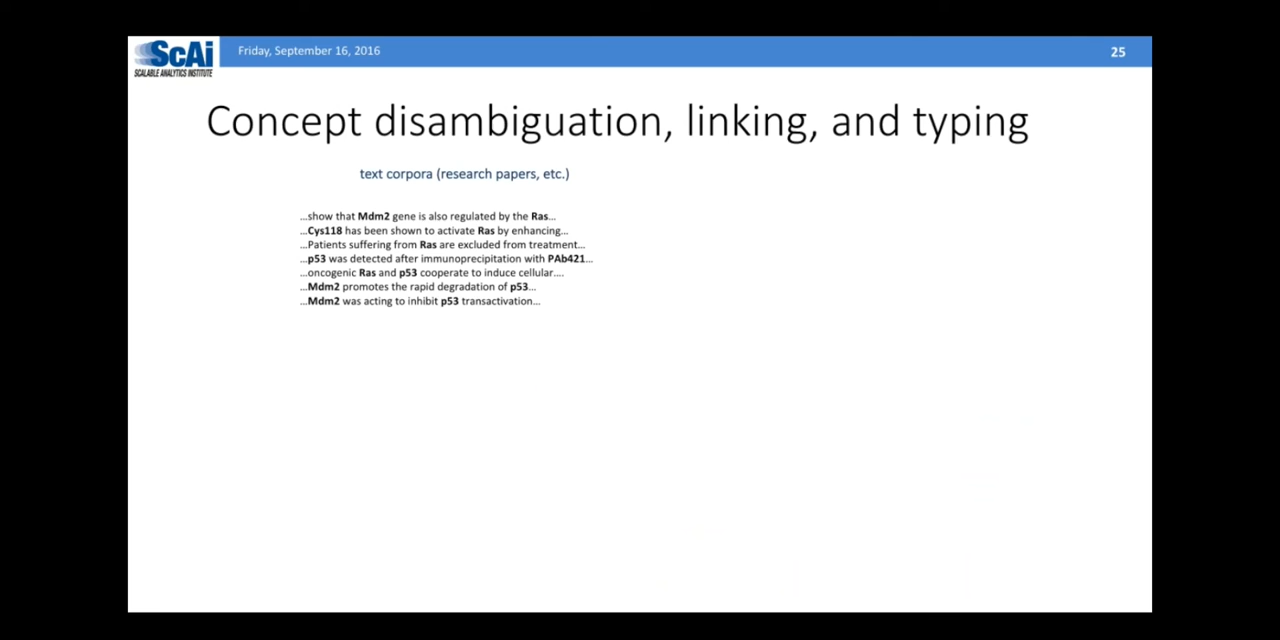 ScAi
SCALABLE ANALYTICS INSTITUTE
Friday, September 16, 2016
25
Concept disambiguation, linking, and typing
text corpora (research papers, etc.)
...show that Mdm2 gene is also regulated by the Ras...
...Cys118 has been shown to activate Ras by enhancing...
...Patients suffering from Ras are excluded from treatment...
...p53 was detected after immunoprecipitation with PAb421...
...oncogenic Ras and p53 cooperate to induce cellular....
...Mdm2 promotes the rapid degradation of p53...
...Mdm2 was acting to inhibit p53 transactivation...